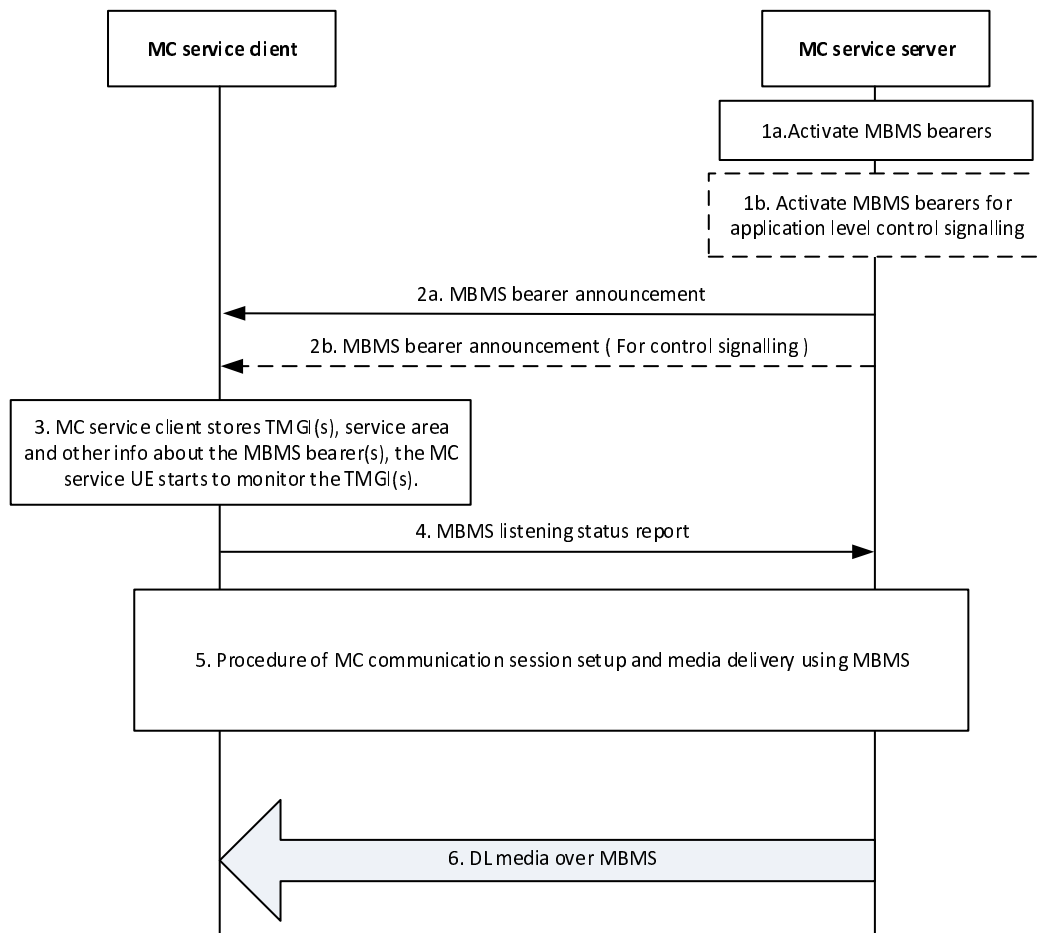 MC service client
MC service server
1a.Activate MBMS bearers
1b. Activate MBMS bearers for
application level control signalling
2a. MBMS bearer announcement
2b. MBMS bearer announcement ( For control signalling )
3. MC service client stores TMGI(s), service area
and other info about the MBMS bearer(s), the MC
service UE starts to monitor the TMGI(s).
4. MBMS listening status report
5. Procedure of MC communication session setup and media delivery using MBMS
6. DL media over MBMS